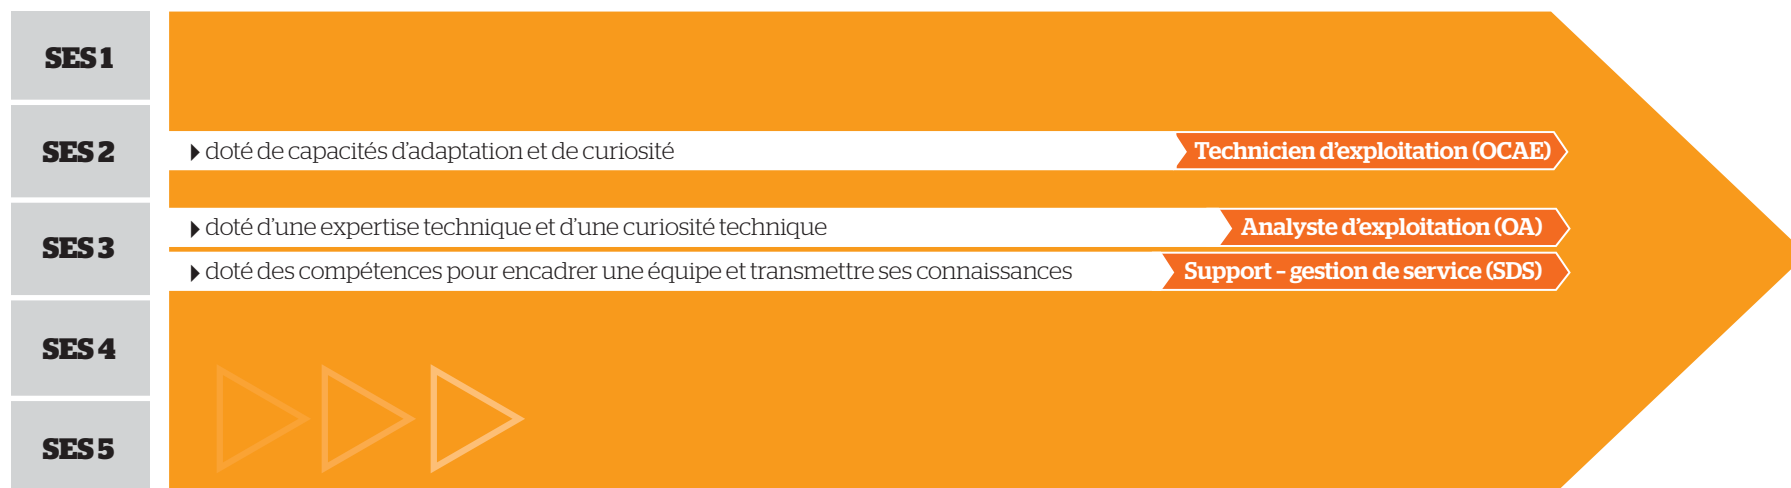 SES 1
SES 2
doté de capacités d’adaptation et de curiosité
Technicien d’exploitation (OCAE)
SES 3
doté d’une expertise technique et d’une curiosité technique
Analyste d’exploitation (OA)
doté des compétences pour encadrer une équipe et transmettre ses connaissances
Support – gestion de service (SDS)
SES 4
SES 5